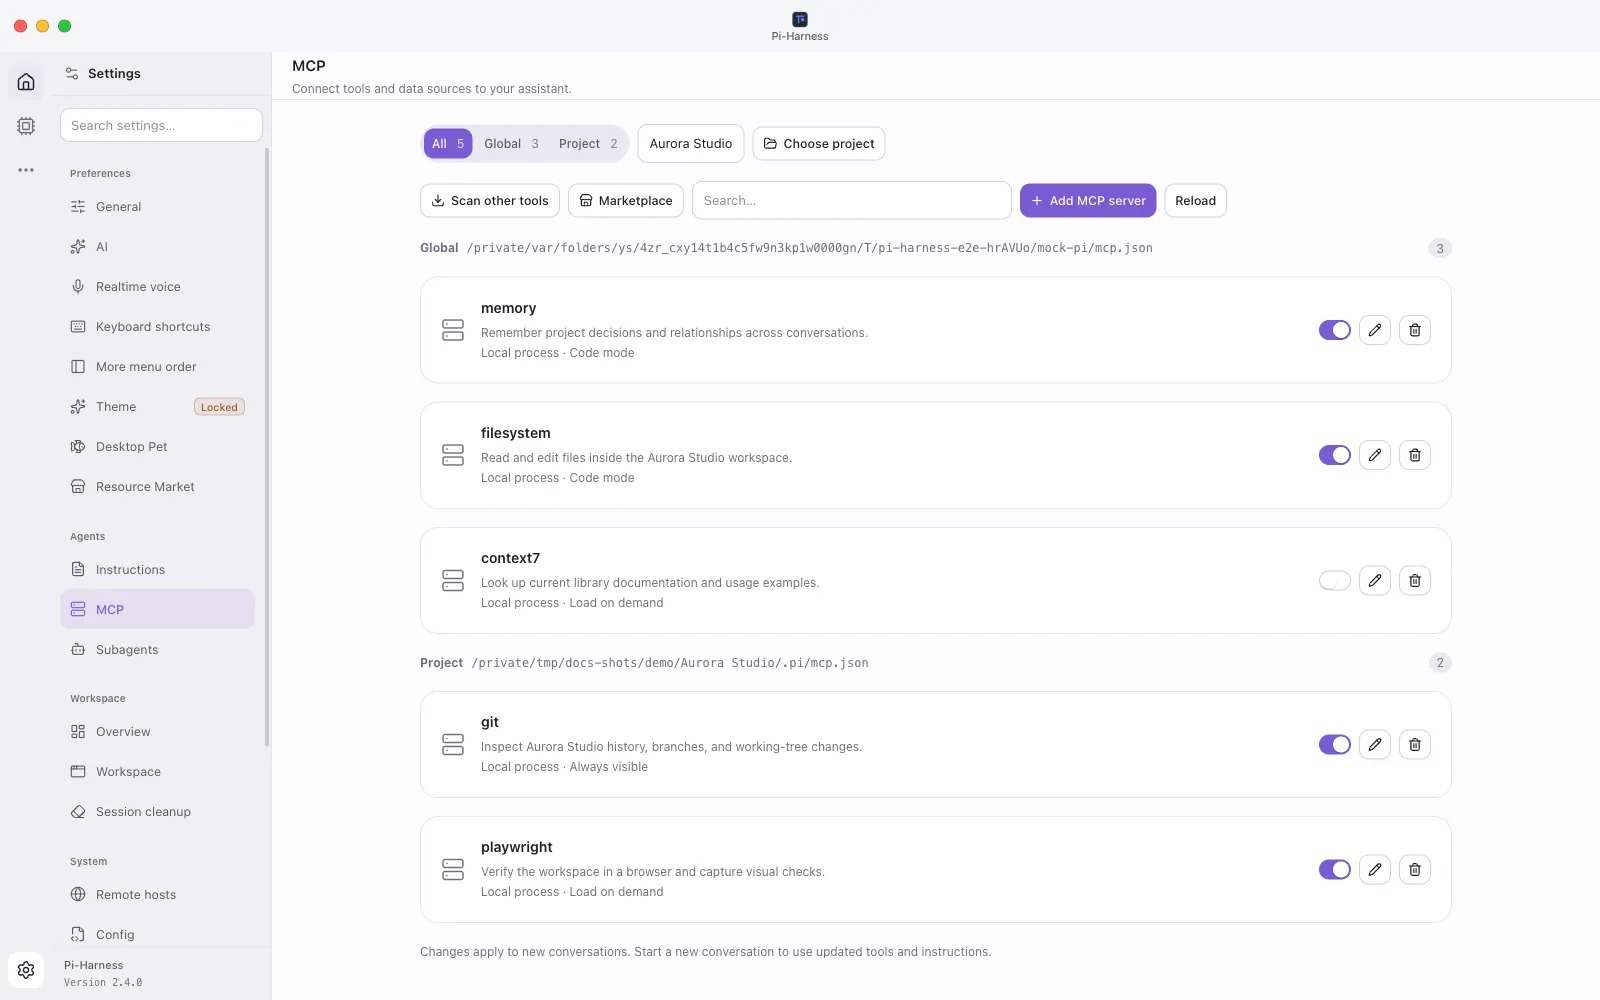 Pi-Harness
Settings
Search settings...
Preferences
General
AI
Realtime voice
Keyboard shortcuts
More menu order
Theme Locked
Desktop Pet
Resource Market
Agents
Instructions
MCP
Subagents
Workspace
Overview
Workspace
Session cleanup
System
Remote hosts
Config
Pi-Harness
Version 2.4.0
MCP
Connect tools and data sources to your assistant.
All 5 Global 3 Project 2 Aurora Studio Choose project
Scan other tools Marketplace Search... + Add MCP server Reload
Global /private/var/folders/ys/4zr_cxy14t1b4c5fw9n3kp1w0000gn/T/pi-harness-e2e-hrAVUo/mock-pi/mcp.json 3
memory
Remember project decisions and relationships across conversations.
Local process · Code mode
filesystem
Read and edit files inside the Aurora Studio workspace.
Local process · Code mode
context7
Look up current library documentation and usage examples.
Local process · Load on demand
Project /private/tmp/docs-shots/demo/Aurora Studio/.pi/mcp.json 2
git
Inspect Aurora Studio history, branches, and working-tree changes.
Local process · Always visible
playwright
Verify the workspace in a browser and capture visual checks.
Local process · Load on demand
Changes apply to new conversations. Start a new conversation to use updated tools and instructions.